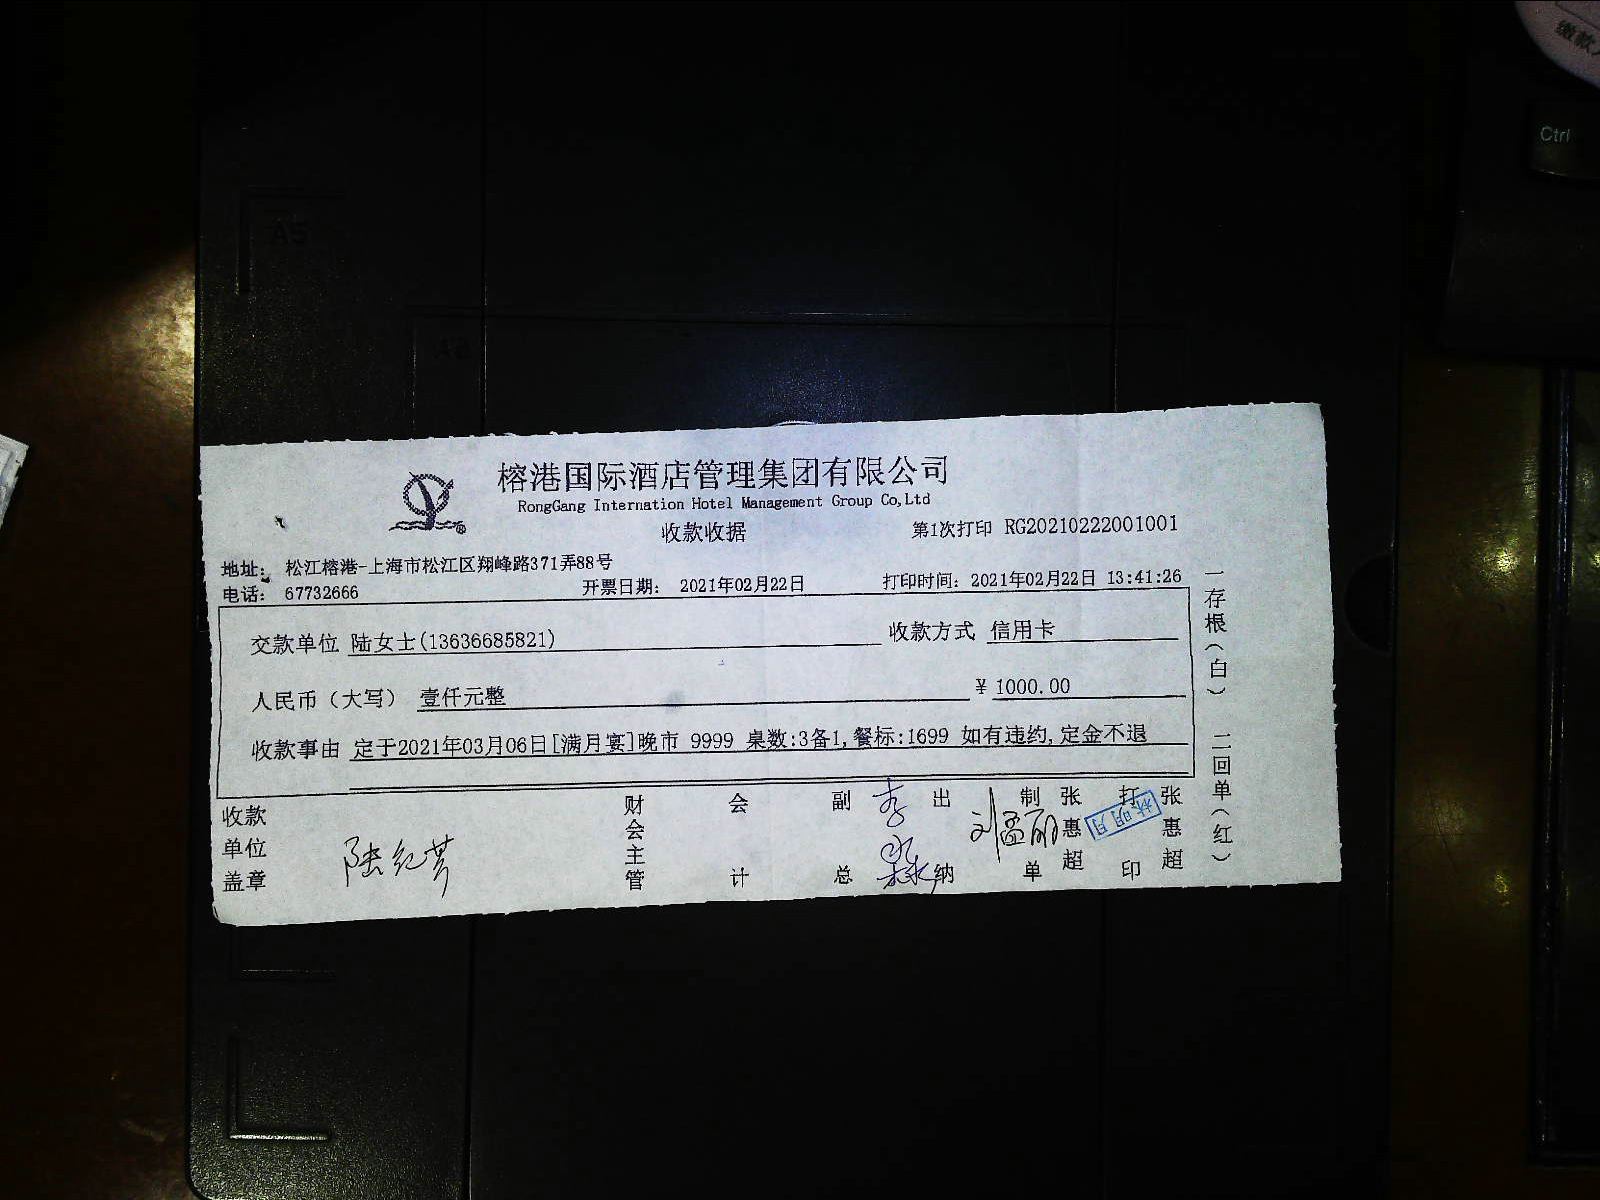 缴款
Ctrl
A5
榕港国际酒店管理集团有限公司
RongGang Internation Hotel Management Group Co,Ltd
收款收据
第1次打印 RG20210222001001
地址: 松江榕港-上海市松江区翔峰路371弄88号
电话: 67732666
开票日期: 2021年02月22日
打印时间: 2021年02月22日 13:41:26
交款单位 陆女士(13636685821)
收款方式 信用卡
人民币(大写) 壹仟元整
¥ 1000.00
收款事由 定于2021年03月06日[满月宴]晚市 9999 桌数:3备1,餐标:1699 如有违约,定金不退
一存根(白)
二回单(红)
收款单位盖章
财会主管
会计
副总
出纳
刘孟丽
制单
张惠超
打印
张惠超